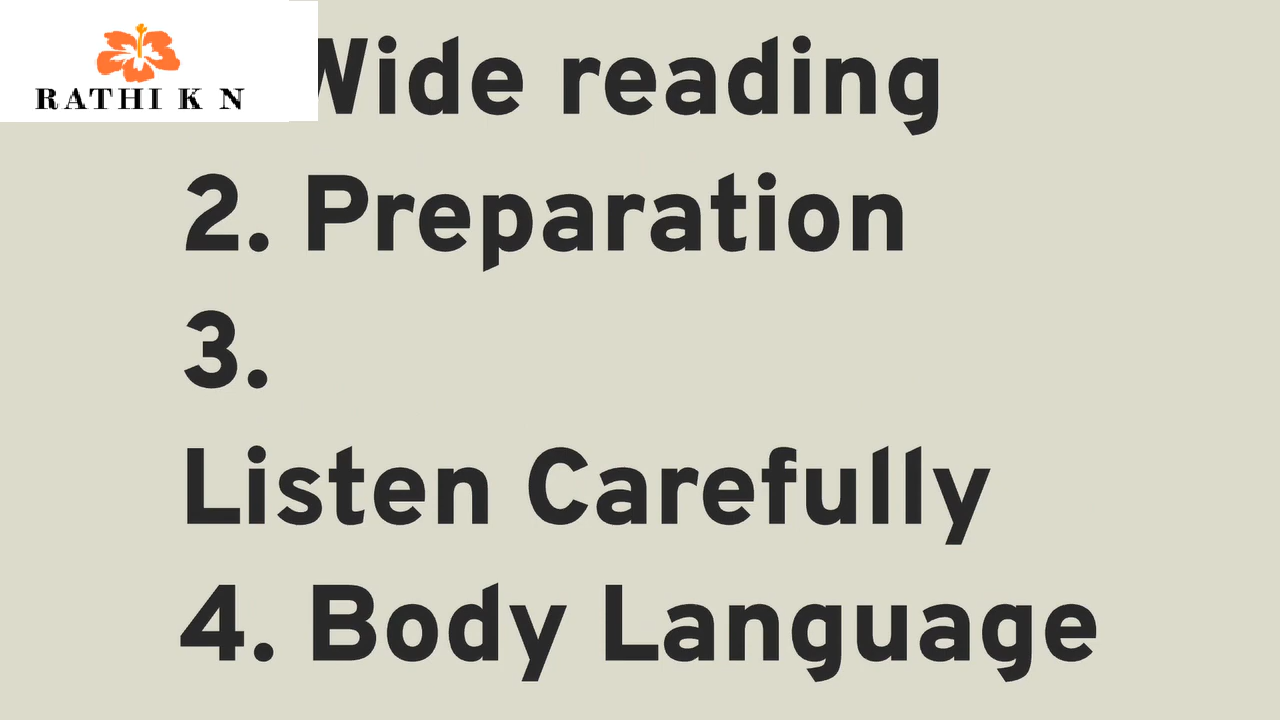 RATHI K N
Wide reading
2. Preparation
3.
Listen Carefully
4. Body Language